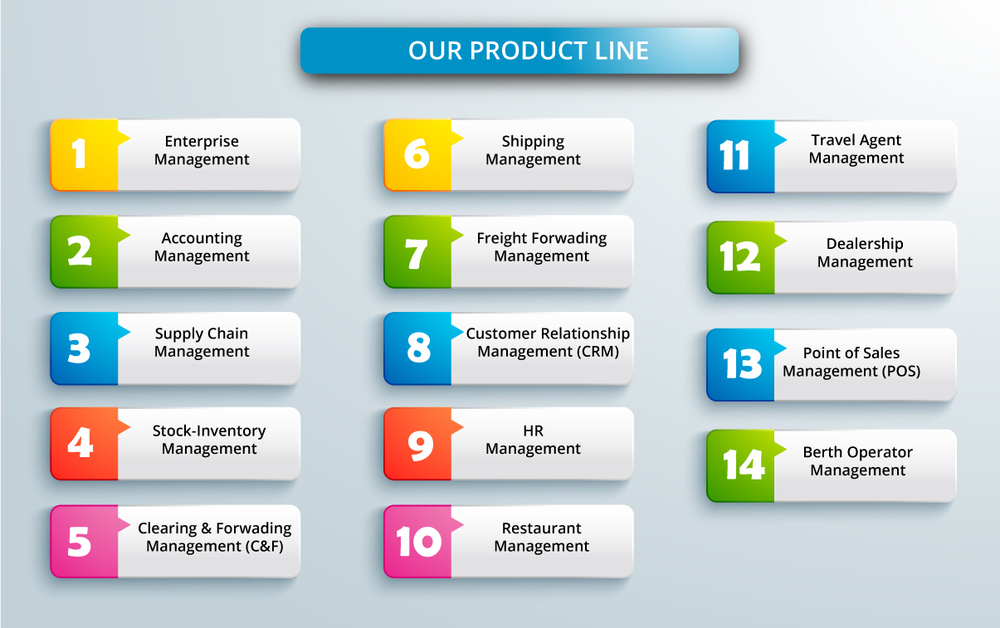 OUR PRODUCT LINE
1
Enterprise
Management
2
Accounting
Management
3
Supply Chain
Management
4
Stock-Inventory
Management
5
Clearing & Forwading
Management (C&F)
6
Shipping
Management
7
Freight Forwading
Management
8
Customer Relationship
Management (CRM)
9
HR
Management
10
Restaurant
Management
11
Travel Agent
Management
12
Dealership
Management
13
Point of Sales
Management (POS)
14
Berth Operator
Management